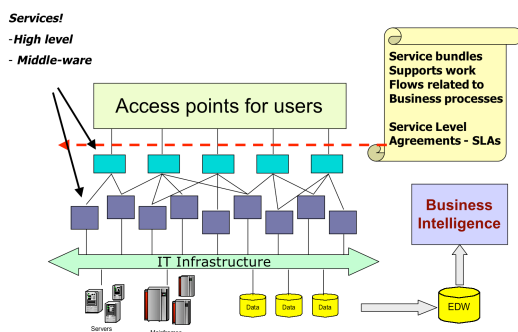 Services!
-High level
- Middle-ware
Service bundles
Supports work
Flows related to
Business processes
Service Level
Agreements - SLAs
Access points for users
Business
Intelligence
IT Infrastructure
Data
Data
Data
EDW
Servers
Mainframes